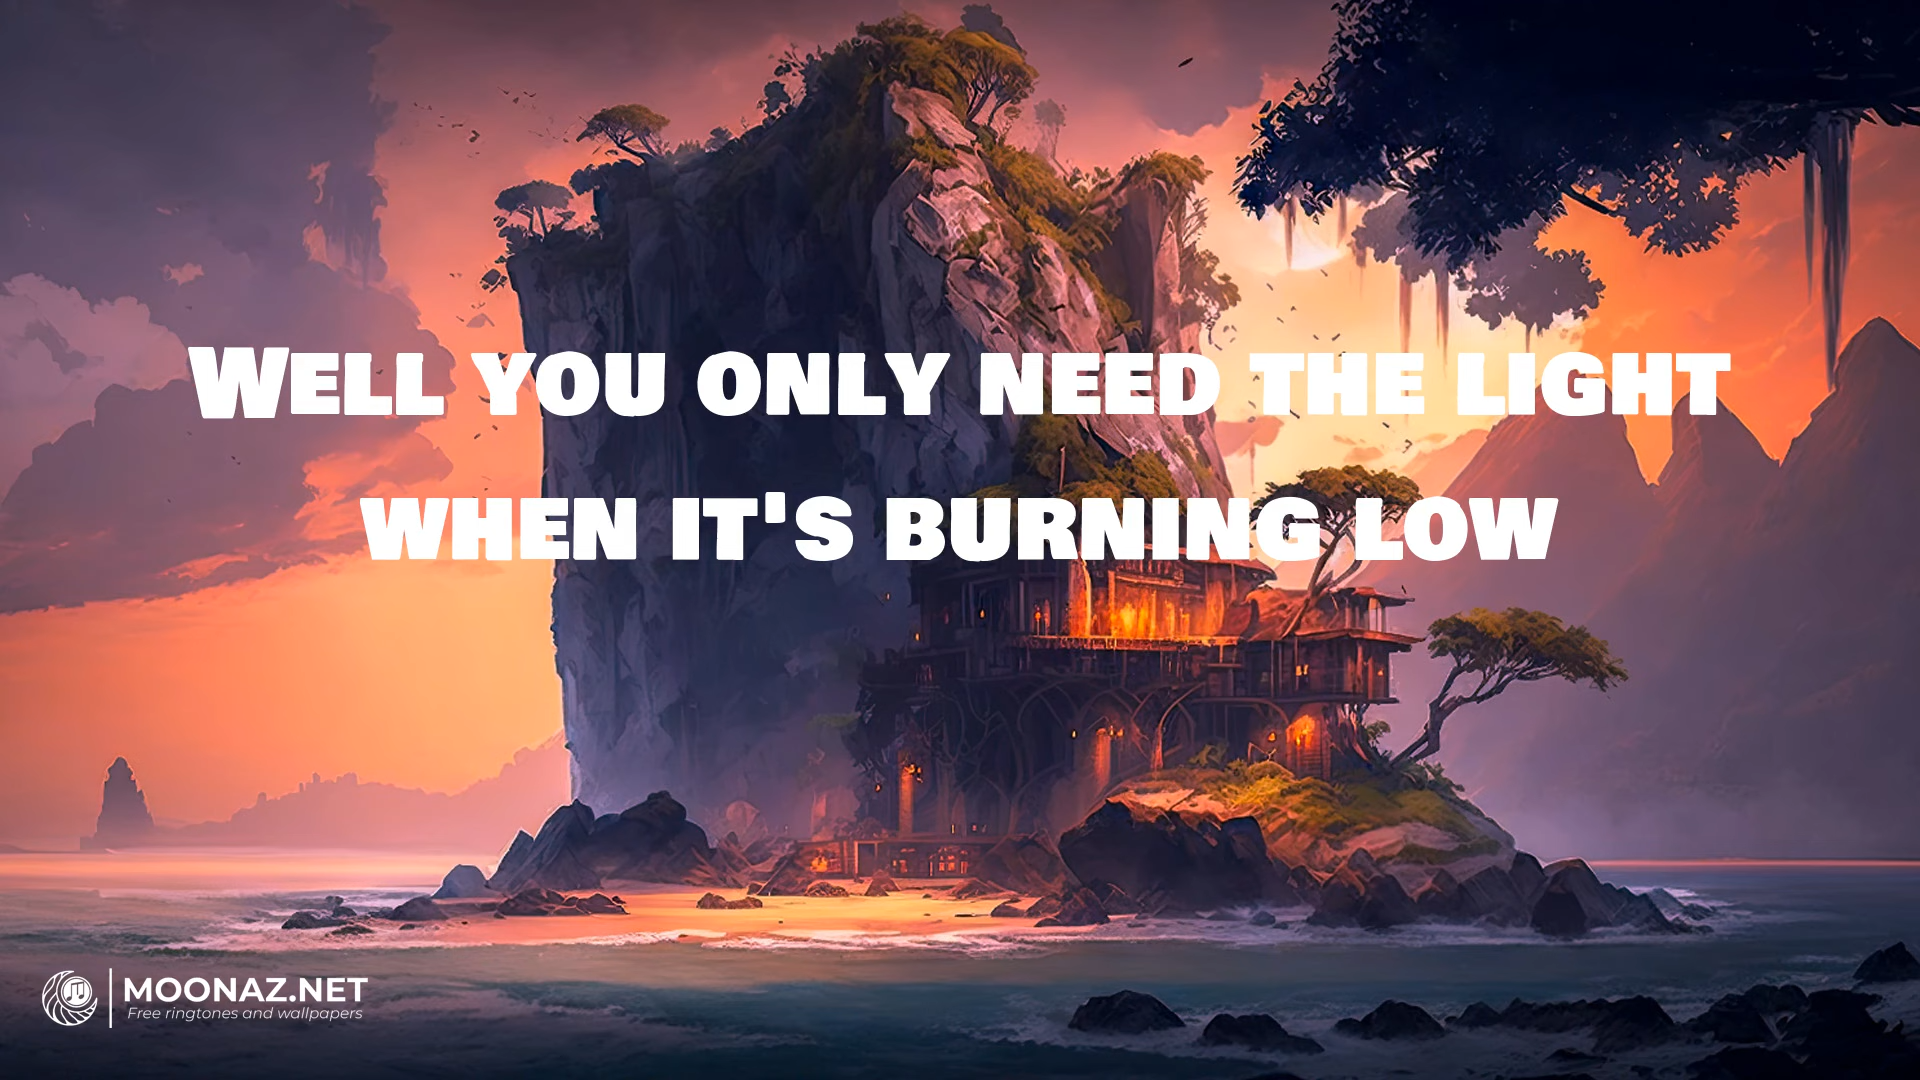 Well you only need the light
when it's burning low
MOONAZ.NET
Free ringtones and wallpapers